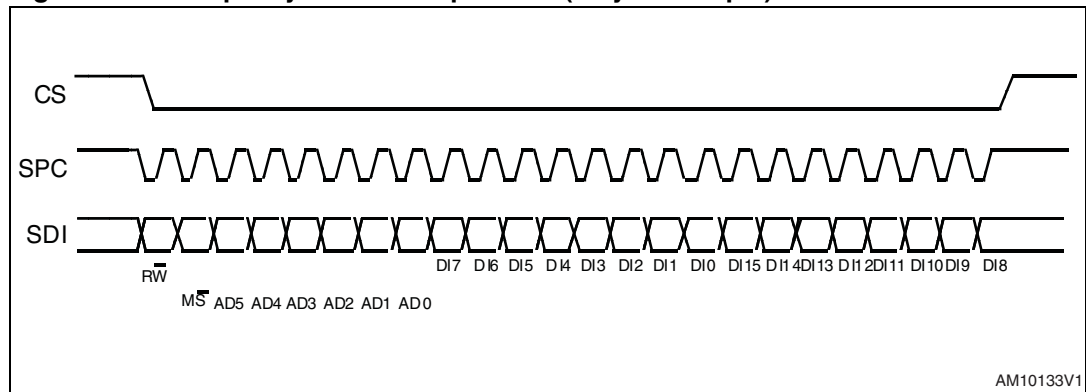 CS
SPC
SDI
RW
DI7 DI6 DI5 DI4 DI3 DI2 DI1 DI0 DI15 DI14 DI13 DI12 DI11 DI10 DI9 DI8
MS AD5 AD4 AD3 AD2 AD1 AD0
AM10133V1